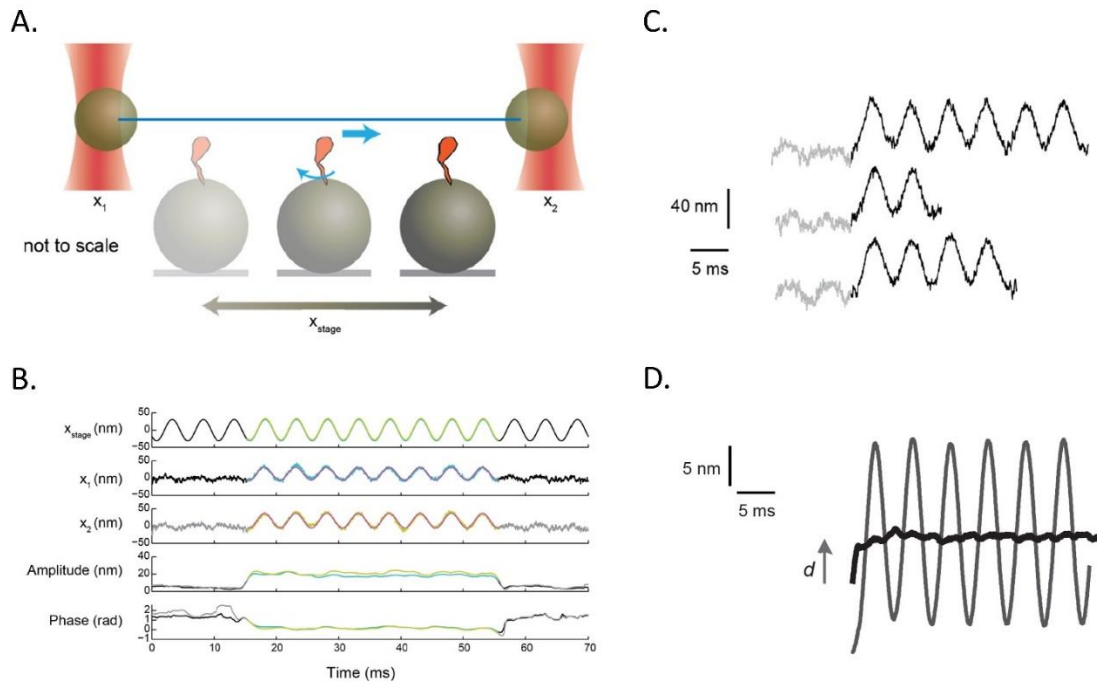 A.
x1
x2
not to scale
xstage
B.
xstage (nm)
50
0
−50
x1 (nm)
50
0
−50
x2 (nm)
50
0
−50
Amplitude (nm)
40
20
0
Phase (rad)
2
1
−1
0 10 20 30 40 50 60 70
Time (ms)
C.
40 nm
5 ms
D.
5 nm
5 ms
d